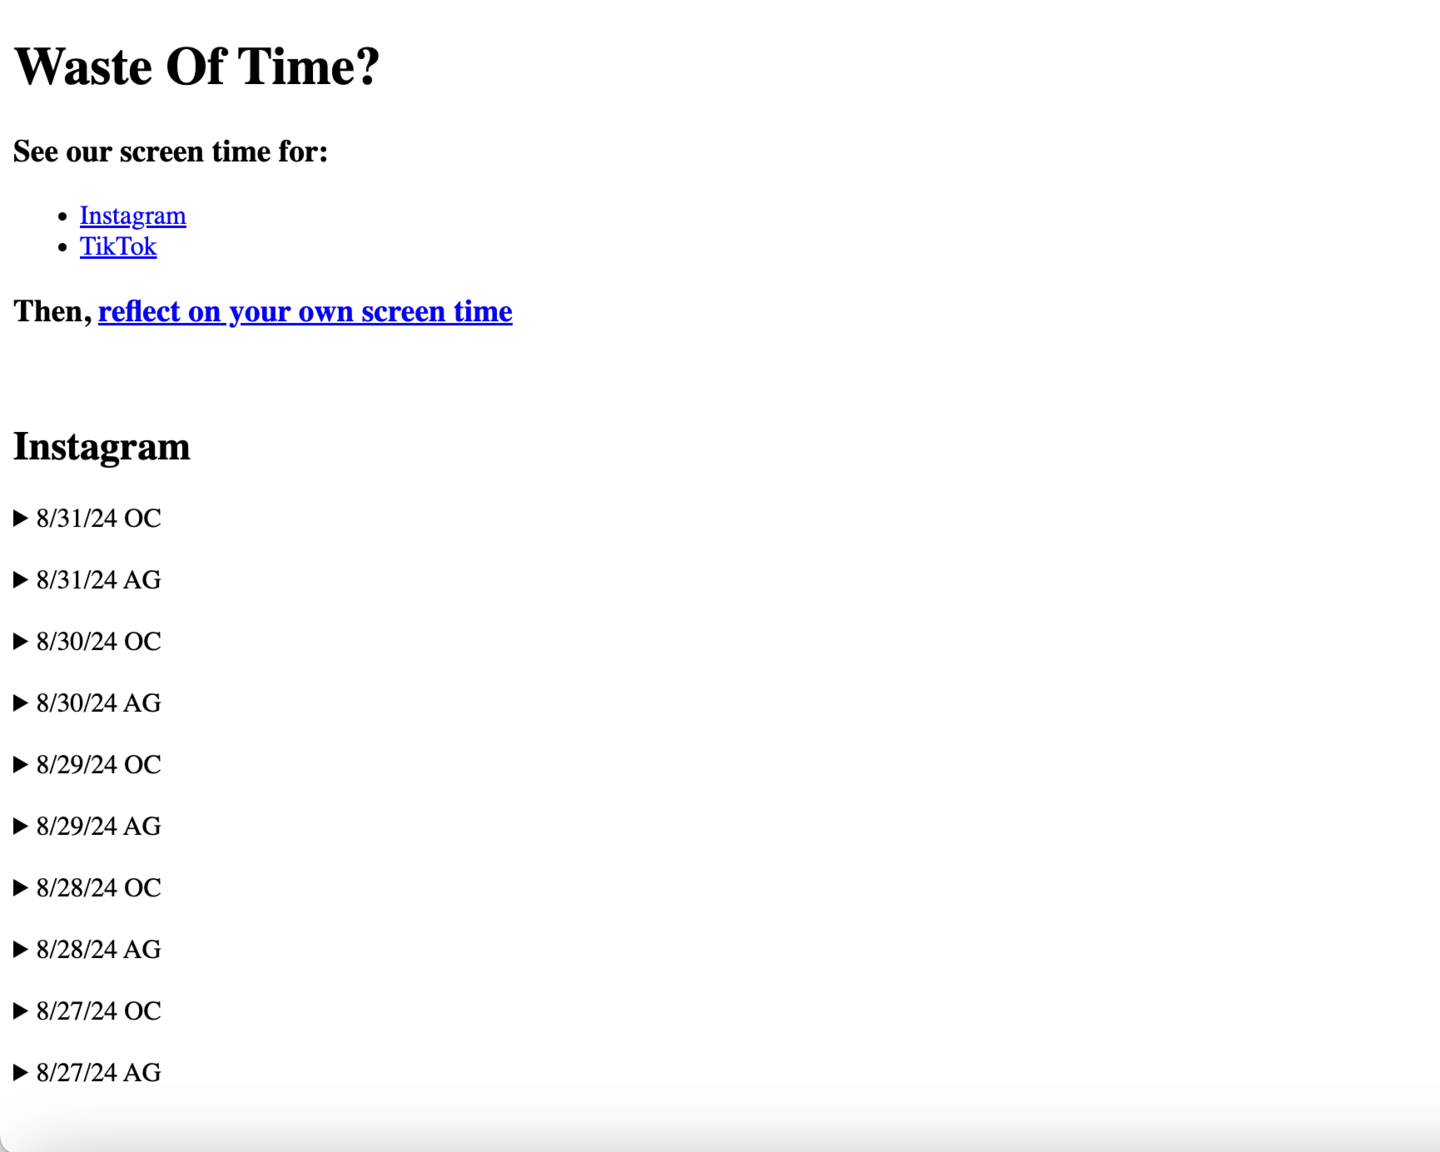 Waste Of Time?
See our screen time for:
Instagram
TikTok
Then, reflect on your own screen time
Instagram
8/31/24 OC
8/31/24 AG
8/30/24 OC
8/30/24 AG
8/29/24 OC
8/29/24 AG
8/28/24 OC
8/28/24 AG
8/27/24 OC
8/27/24 AG